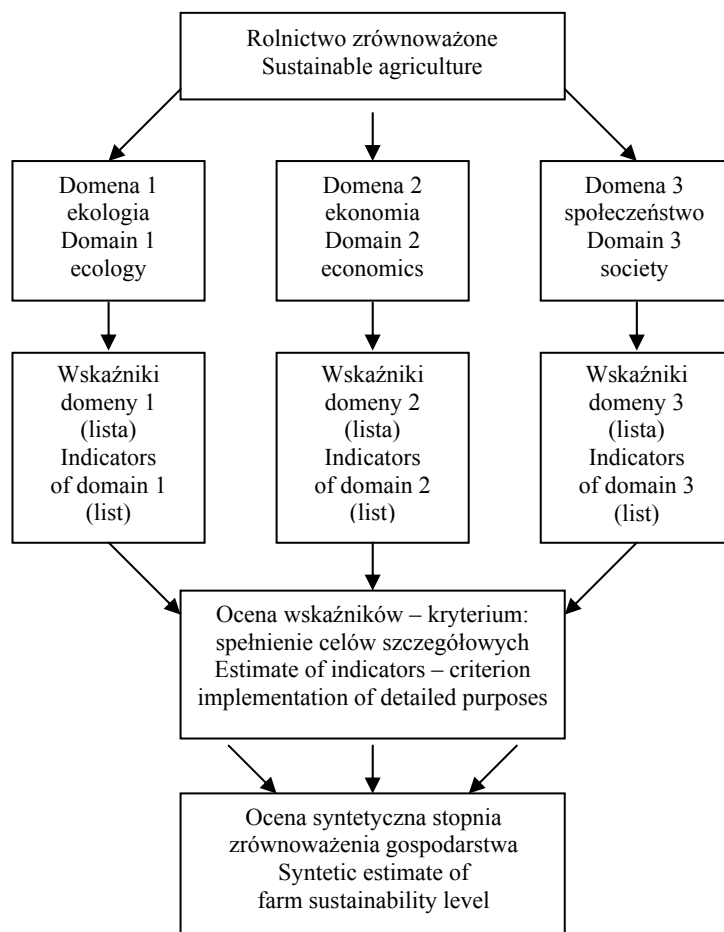 Rolnictwo zrównoważone
Sustainable agriculture
Domena 1
ekologia
Domain 1
ecology
Domena 2
ekonomia
Domain 2
economics
Domena 3
społeczeństwo
Domain 3
society
Wskaźniki
domeny 1
(lista)
Indicators
of domain 1
(list)
Wskaźniki
domeny 2
(lista)
Indicators
of domain 2
(list)
Wskaźniki
domeny 3
(lista)
Indicators
of domain 3
(list)
Ocena wskaźników – kryterium:
spełnienie celów szczegółowych
Estimate of indicators – criterion
implementation of detailed purposes
Ocena syntetyczna stopnia
zrównoważenia gospodarstwa
Syntetic estimate of
farm sustainability level